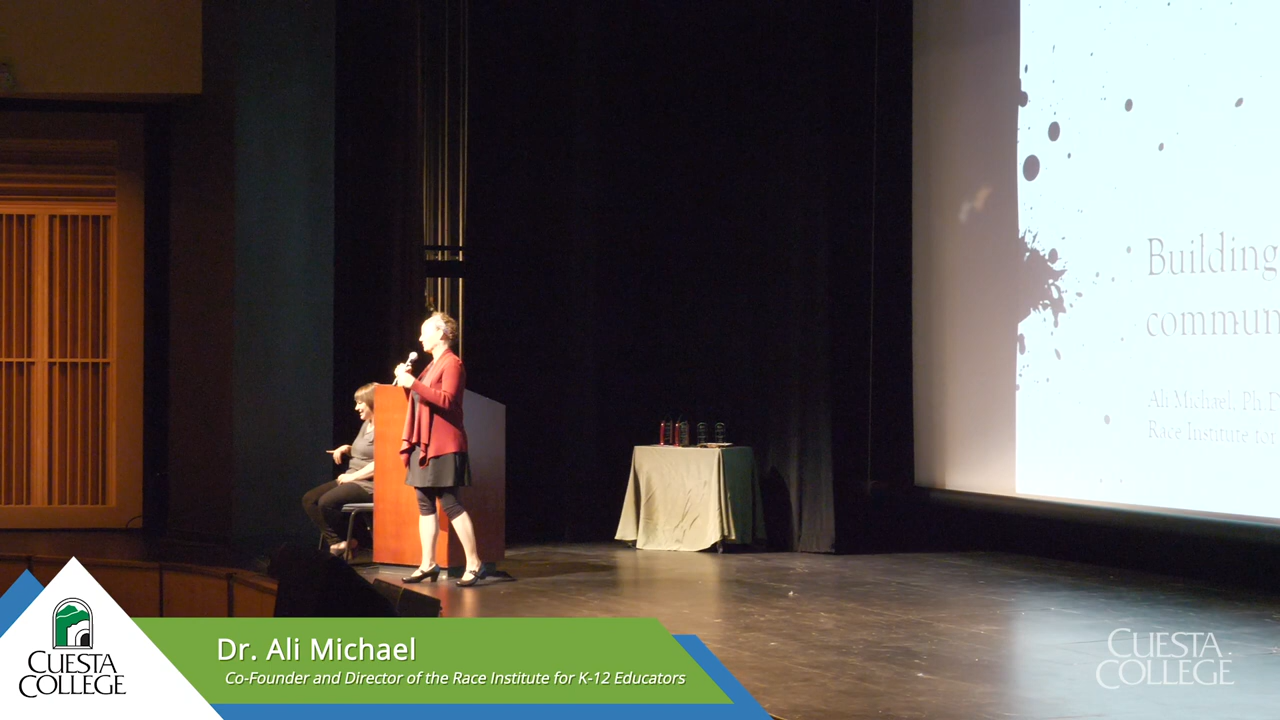 Building
commun
Ali Michael, Ph.D
Race Institute for
Dr. Ali Michael
Co-Founder and Director of the Race Institute for K-12 Educators
CUESTA
COLLEGE
CUESTA
COLLEGE